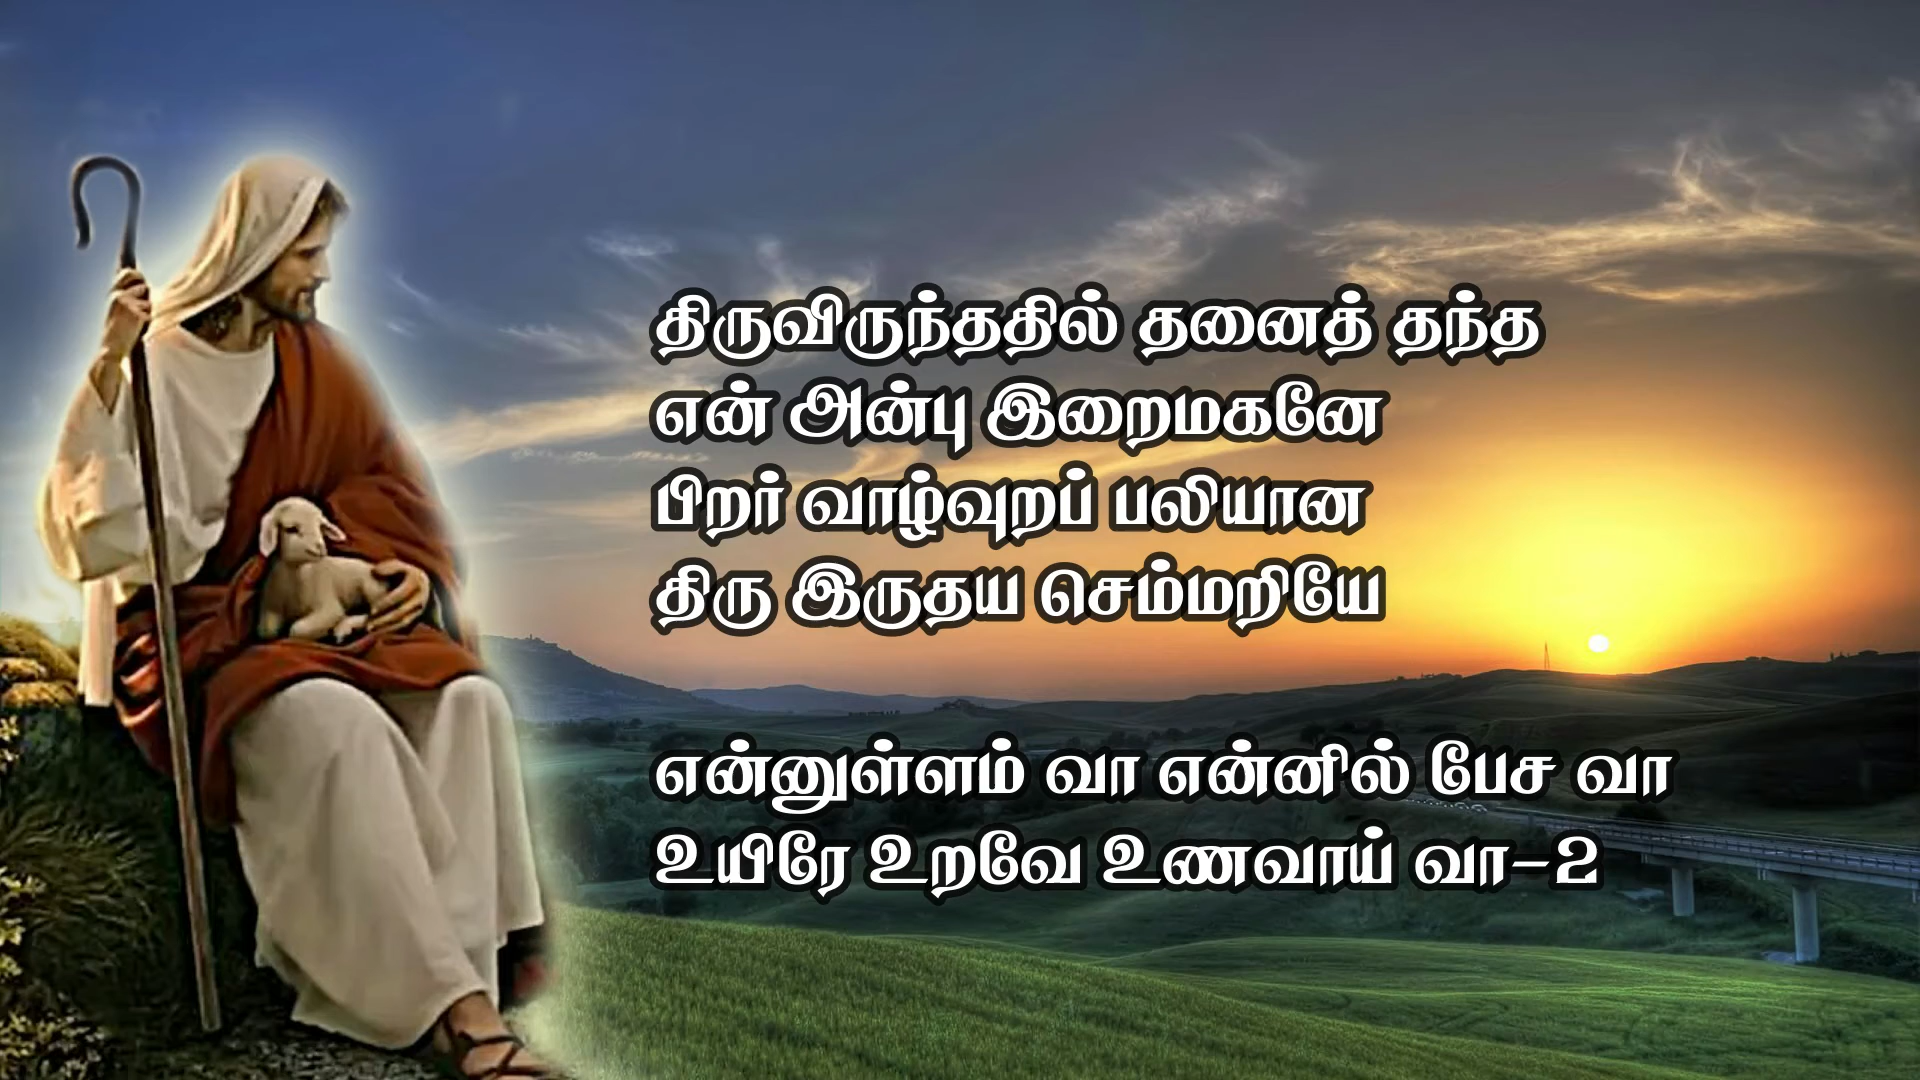 திருவிருந்ததில் தனைத் தந்த
என் அன்பு இறைமகனே
பிறர் வாழ்வுறப் பலியான
திரு இருதய செம்மறியே
என்னுள்ளம் வா என்னில் பேச வா
உயிரே உறவே உணவாய் வா-2